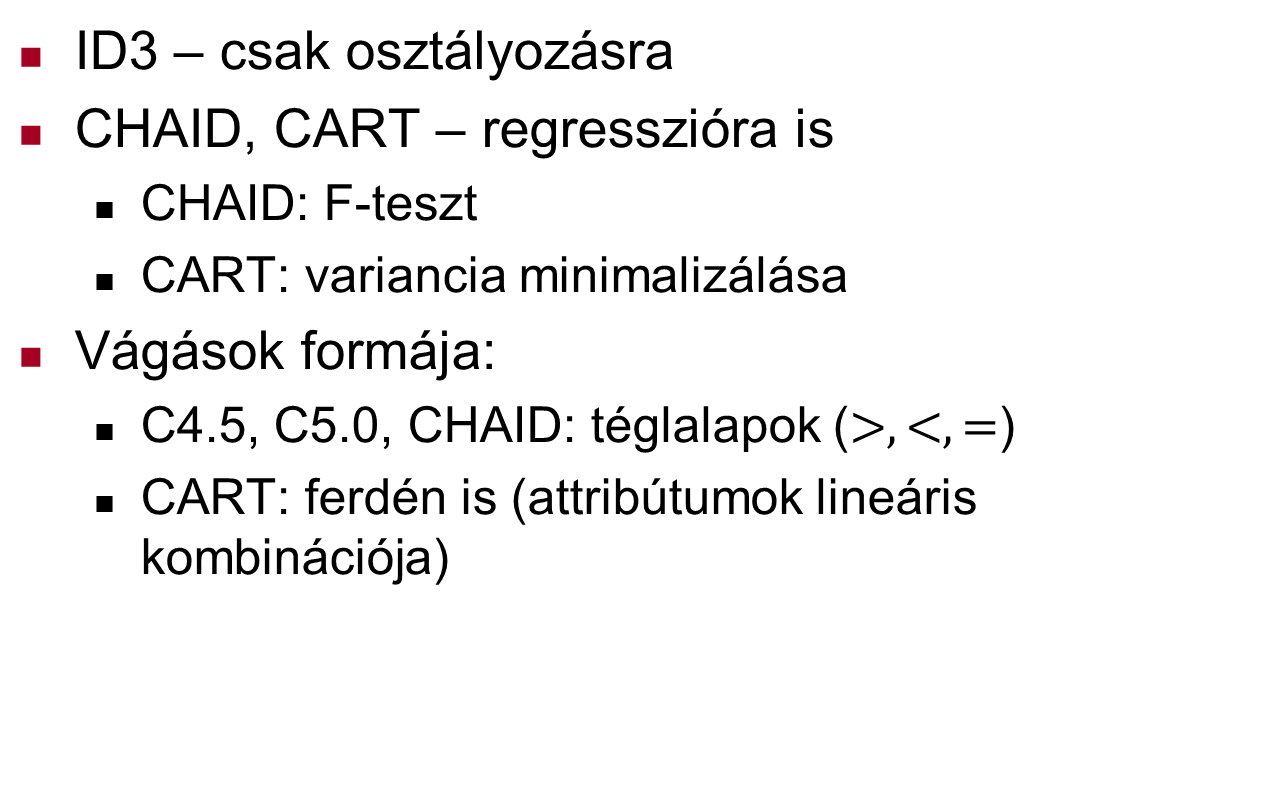 ID3 – csak osztályozásra
CHAID, CART – regresszióra is
CHAID: F-teszt
CART: variancia minimalizálása
Vágások formája:
C4.5, C5.0, CHAID: téglalapok (>, <, =)
CART: ferdén is (attribútumok lineáris
kombinációja)